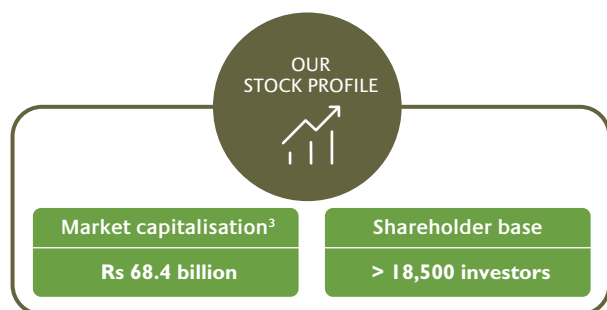 OUR
STOCK PROFILE
Market capitalisation³
Rs 68.4 billion
Shareholder base
> 18,500 investors